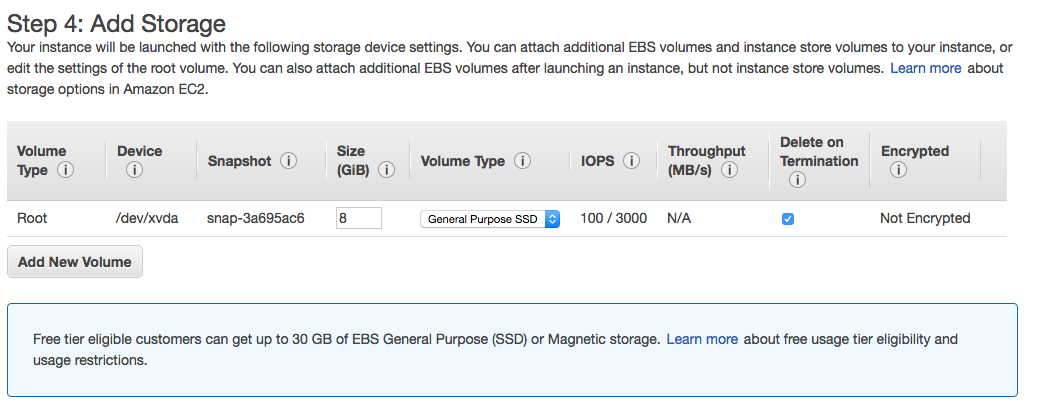 Step 4: Add Storage
Your instance will be launched with the following storage device settings. You can attach additional EBS volumes and instance store volumes to your instance, or
edit the settings of the root volume. You can also attach additional EBS volumes after launching an instance, but not instance store volumes. Learn more about
storage options in Amazon EC2.
Volume Type i Device i Snapshot i Size (GiB) i Volume Type i IOPS i Throughput (MB/s) i Delete on Termination i Encrypted i
Root /dev/xvda snap-3a695ac6 8 General Purpose SSD 100 / 3000 N/A Not Encrypted
Add New Volume
Free tier eligible customers can get up to 30 GB of EBS General Purpose (SSD) or Magnetic storage. Learn more about free usage tier eligibility and
usage restrictions.